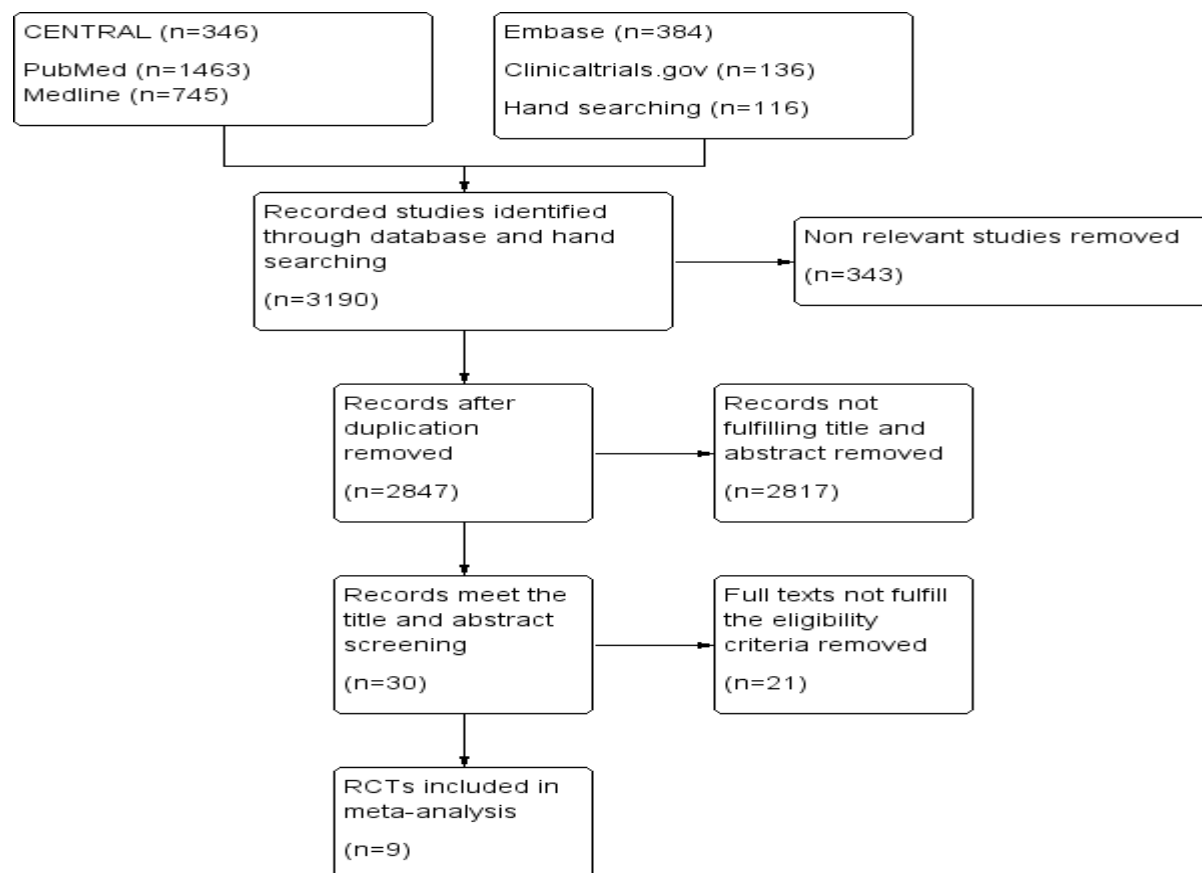 CENTRAL (n=346)
PubMed (n=1463)
Medline (n=745)
Embase (n=384)
Clinicaltrials.gov (n=136)
Hand searching (n=116)
Recorded studies identified
through database and hand
searching
(n=3190)
Non relevant studies removed
(n=343)
Records after
duplication
removed
(n=2847)
Records not
fulfilling title and
abstract removed
(n=2817)
Records meet the
title and abstract
screening
(n=30)
Full texts not fulfill
the eligibility
criteria removed
(n=21)
RCTs included in
meta-analysis
(n=9)